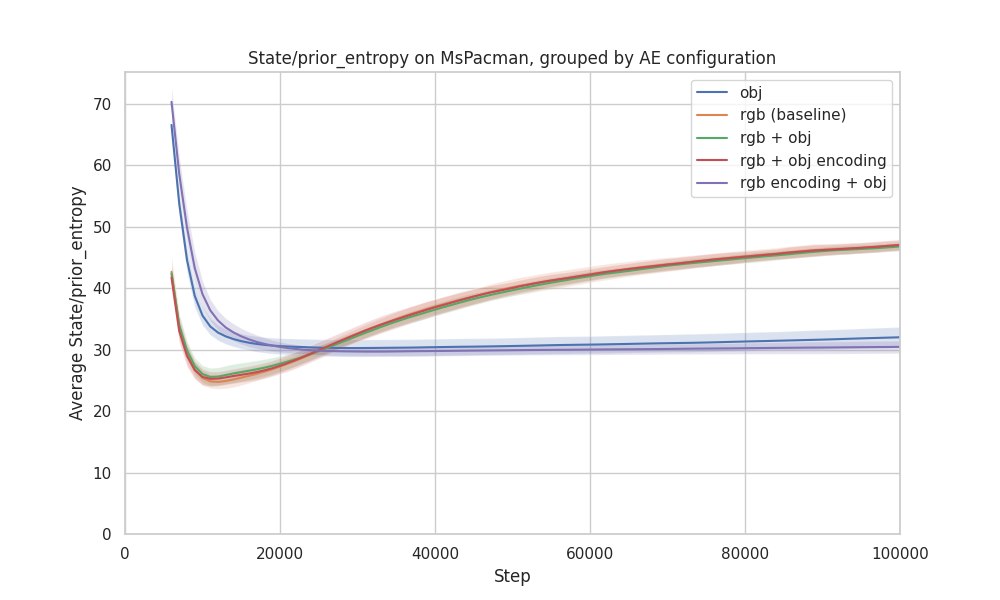 State/prior_entropy on MsPacman, grouped by AE configuration
obj
rgb (baseline)
rgb + obj
rgb + obj encoding
rgb encoding + obj
Average State/prior_entropy
70
60
50
40
30
20
10
0
0 20000 40000 60000 80000 100000
Step